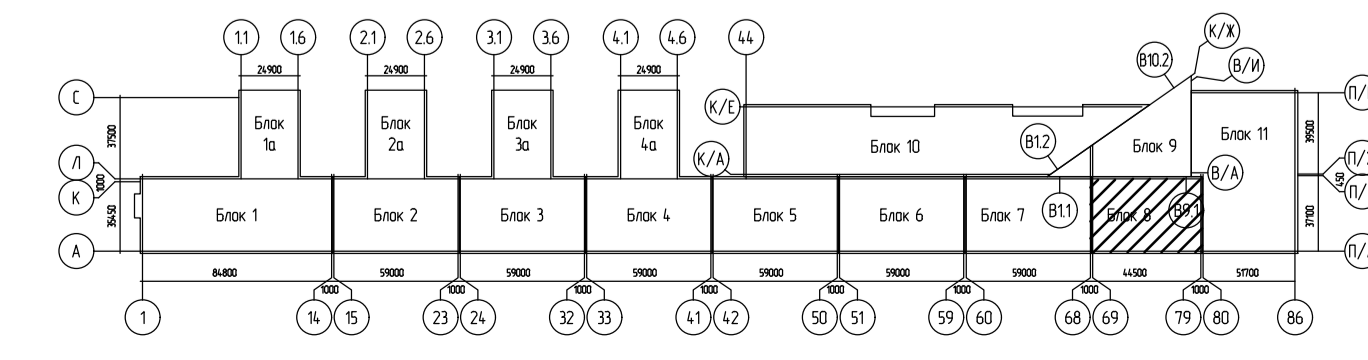 1.1 1.6 2.1 2.6 3.1 3.6 4.1 4.6 44 К/Ж
24900 24900 24900 24900 В10.2 В/И
С К/Е П/
37500 39500
Блок 1а
Блок 2а
Блок 3а
Блок 4а
Блок 10 В1.2 Блок 9 Блок 11
Л К/А В/А П/
1000 450
К П/
Блок 1 Блок 2 Блок 3 Блок 4 Блок 5 Блок 6 Блок 7 В1.1 Блок 8 В9.1
35450 37100
А П/
84800 59000 59000 59000 59000 59000 59000 44500 51700
1000 1000 1000 1000 1000 1000 1000 1000
1 14 15 23 24 32 33 41 42 50 51 59 60 68 69 79 80 86